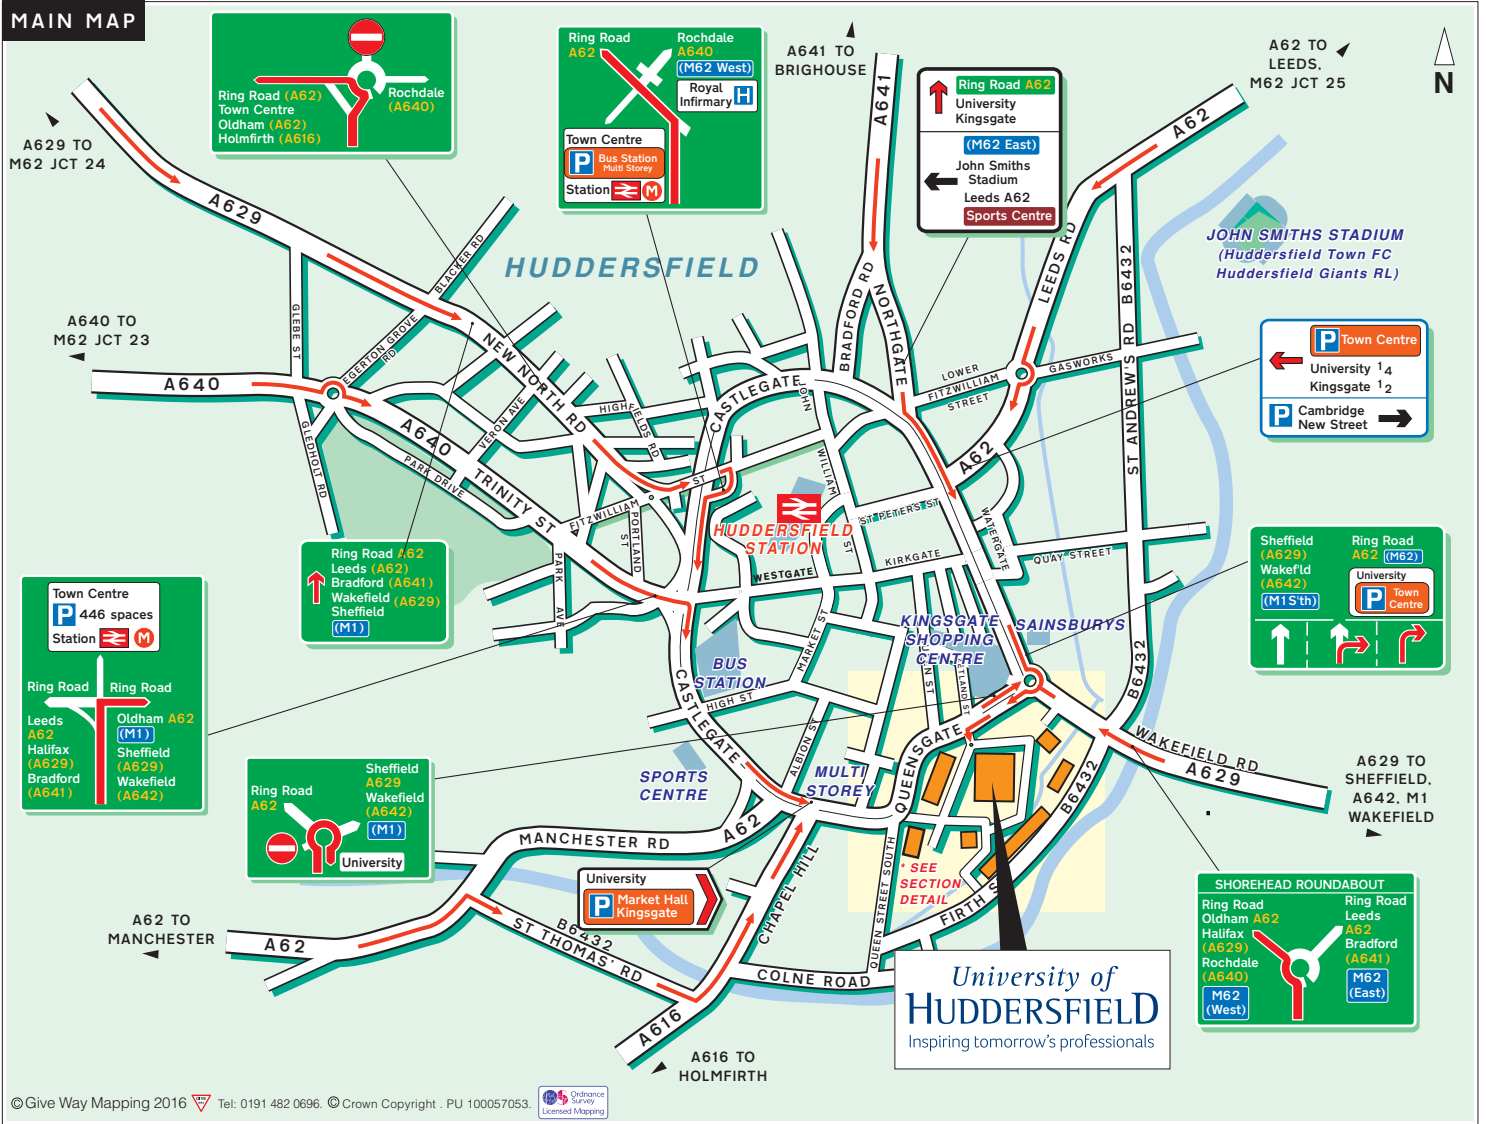 MAIN MAP
Ring Road (A62)
Town Centre
Oldham (A62)
Holmfirth (A616)
Rochdale
(A640)
Ring Road
A62
Rochdale
A640
(M62 West)
Royal
Infirmary H
Town Centre
P Bus Station
Multi Storey
Station M
A641 TO
BRIGHOUSE
Ring Road A62
University
Kingsgate
(M62 East)
John Smiths
Stadium
Leeds A62
Sports Centre
A62 TO
LEEDS,
M62 JCT 25
N
A629 TO
M62 JCT 24
A629
A641
A62
BLACKER RD
HUDDERSFIELD
BRADFORD RD
NORTHGATE
LEEDS RD
B6432
JOHN SMITHS STADIUM
(Huddersfield Town FC
Huddersfield Giants RL)
A640 TO
M62 JCT 23
A640
GLEBE ST
EGERTON GROVE
RD
NEW NORTH RD
VERNON AVE
HIGHFIELDS RD
CASTLEGATE
JOHN
WILLIAM
ST
LOWER
FITZWILLIAM
STREET
GASWORKS
ST ANDREW'S RD
P Town Centre
University 1 4
Kingsgate 1 2
P Cambridge
New Street
GLEDHOLT RD
A640
PARK DRIVE
TRINITY ST
FITZWILLIAM
ST
PORTLAND
ST
A62
HUDDERSFIELD
STATION
ST PETERS ST
WATERGATE
KIRKGATE
WESTGATE
QUAY STREET
PARK AVE
Ring Road A62
Leeds (A62)
Bradford (A641)
Wakefield (A629)
Sheffield
(M1)
Sheffield
(A629)
Wakef'ld
(A642)
(M1S'th)
Ring Road
A62 (M62)
University
P Town
Centre
Town Centre
P 446 spaces
Station M
Ring Road
Ring Road
Leeds
A62
Halifax
(A629)
Bradford
(A641)
Oldham A62
(M1)
Sheffield
(A629)
Wakefield
(A642)
KINGSGATE
SHOPPING
CENTRE
SAINSBURYS
MARKET ST
BUS
STATION
HIGH ST
B6432
CASTLEGATE
ALBION ST
QUEENSGATE
SPORTS
CENTRE
MULTI
STOREY
WAKEFIELD RD
A629
B6432
A629 TO
SHEFFIELD,
A642, M1
WAKEFIELD
Ring Road
A62
Sheffield
A629
Wakefield
(A642)
(M1)
University
MANCHESTER RD
A62
University
P Market Hall
Kingsgate
CHAPEL HILL
QUEEN STREET SOUTH
* SEE
SECTION
DETAIL
FIRTH S
A62 TO
MANCHESTER
A62
B6432
ST THOMAS' RD
COLNE ROAD
A616
A616 TO
HOLMFIRTH
University of
HUDDERSFIELD
Inspiring tomorrow's professionals
SHOREHEAD ROUNDABOUT
Ring Road
Oldham A62
Halifax
(A629)
Rochdale
(A640)
M62
(West)
Ring Road
Leeds
A62
Bradford
(A641)
M62
(East)
© Give Way Mapping 2016 Tel: 0191 482 0696. © Crown Copyright . PU 100057053.
Ordnance
Survey
Licensed Mapping